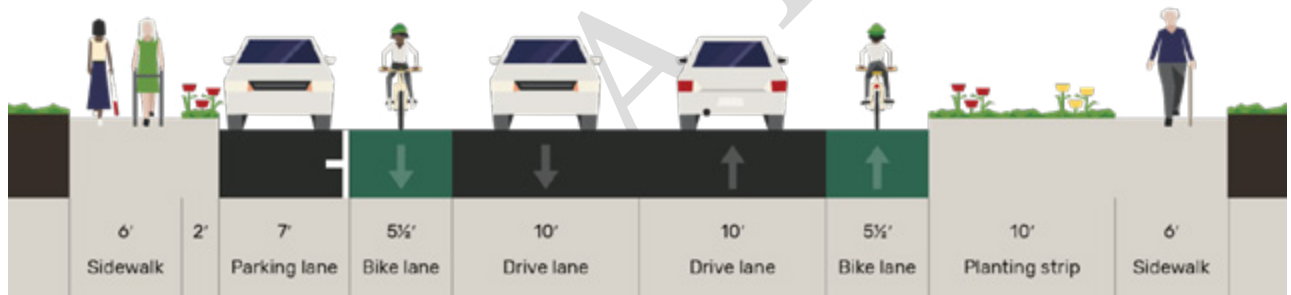 6' 2' 7' 5½' 10' 10' 5½' 10' 6'
Sidewalk Parking lane Bike lane Drive lane Drive lane Bike lane Planting strip Sidewalk